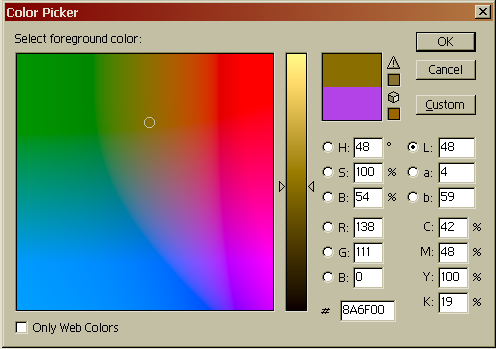 Color Picker
Select foreground color:
OK
Cancel
Custom
H: 48 °
L: 48
S: 100 %
a: 4
B: 54 %
b: 59
R: 138
C: 42 %
G: 111
M: 48 %
B: 0
Y: 100 %
# 8A6F00
K: 19 %
Only Web Colors